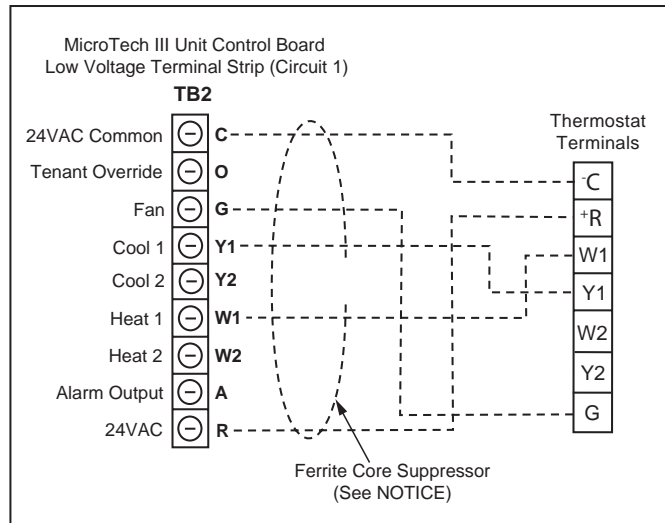 MicroTech III Unit Control Board
Low Voltage Terminal Strip (Circuit 1)
TB2
24VAC Common C
Tenant Override O
Fan G
Cool 1 Y1
Cool 2 Y2
Heat 1 W1
Heat 2 W2
Alarm Output A
24VAC R
Thermostat
Terminals
-C
+R
W1
Y1
W2
Y2
G
Ferrite Core Suppressor
(See NOTICE)